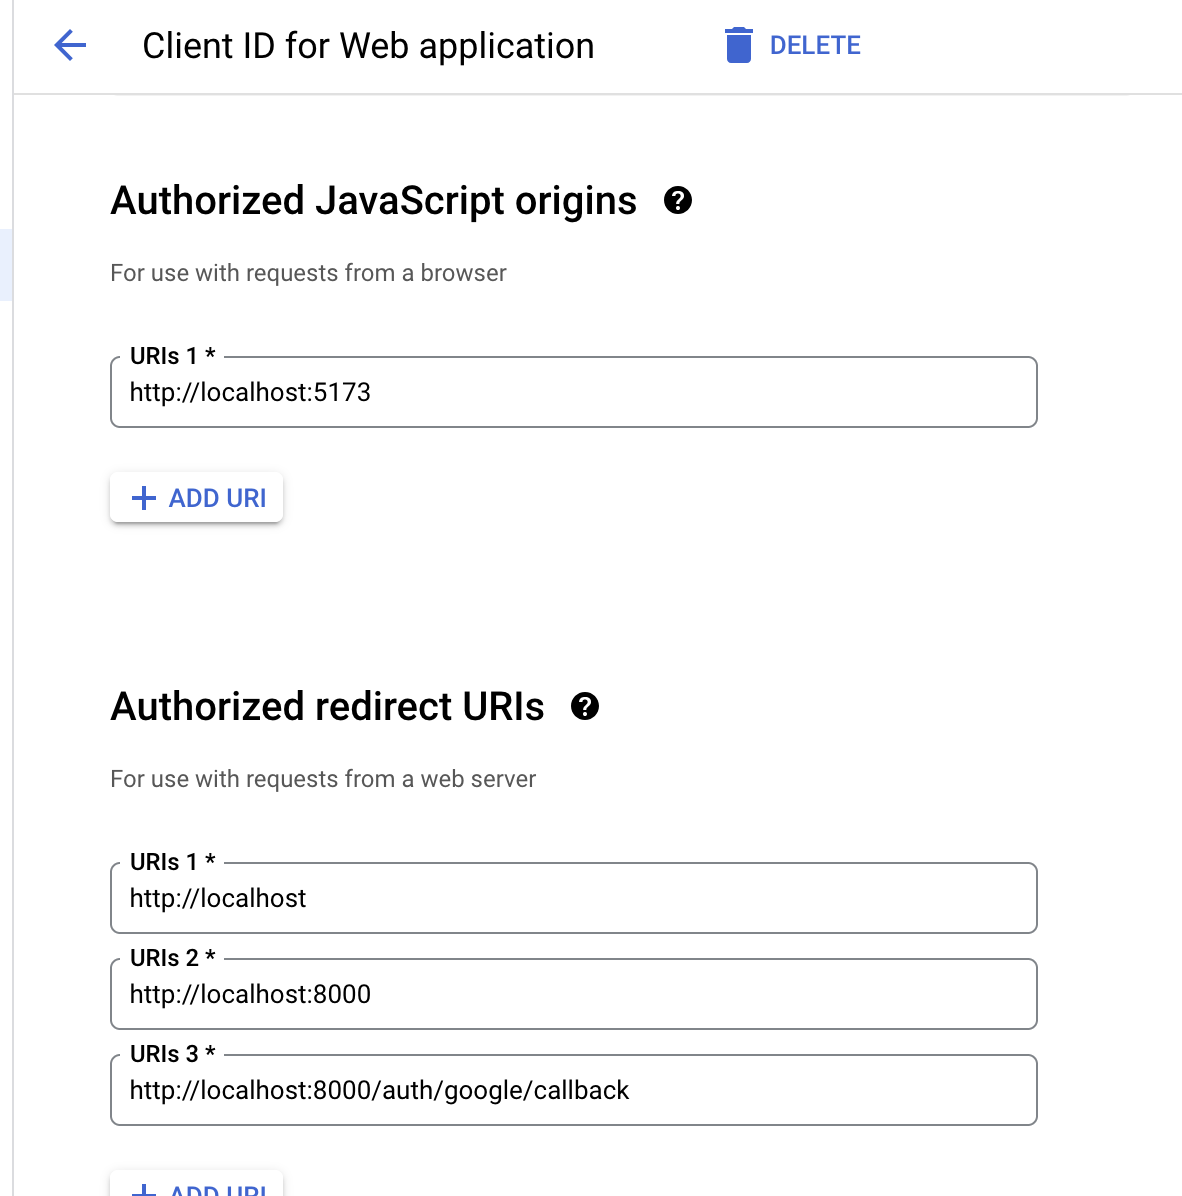 Client ID for Web application
DELETE
Authorized JavaScript origins
For use with requests from a browser
URIs 1 *
http://localhost:5173
ADD URI
Authorized redirect URIs
For use with requests from a web server
URIs 1 *
http://localhost
URIs 2 *
http://localhost:8000
URIs 3 *
http://localhost:8000/auth/google/callback
ADD URI